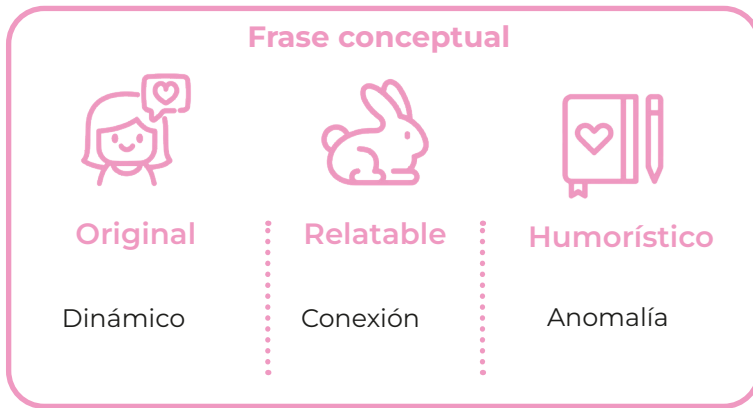 Frase conceptual
Original
Relatable
Humorístico
Dinámico
Conexión
Anomalía